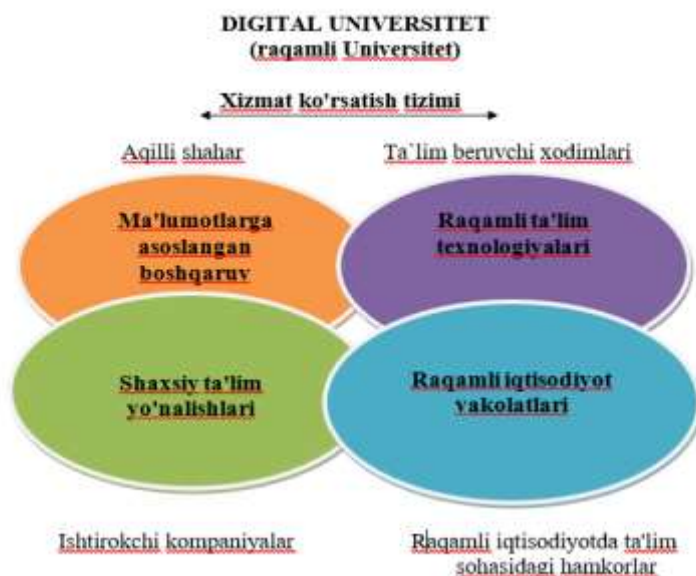 DIGITAL UNIVERSITET
(raqamli Universitet)
Xizmat ko'rsatish tizimi
Aqilli shahar
Ta`lim beruvchi xodimlari
Ma'lumotlarga
asoslangan
boshqaruv
Raqamli ta'lim
texnologiyalari
Shaxsiy ta'lim
yo'nalishlari
Raqamli iqtisodiyot
vakolatlari
Ishtirokchi kompaniyalar
Raqamli iqtisodiyotda ta'lim
sohasidagi hamkorlar